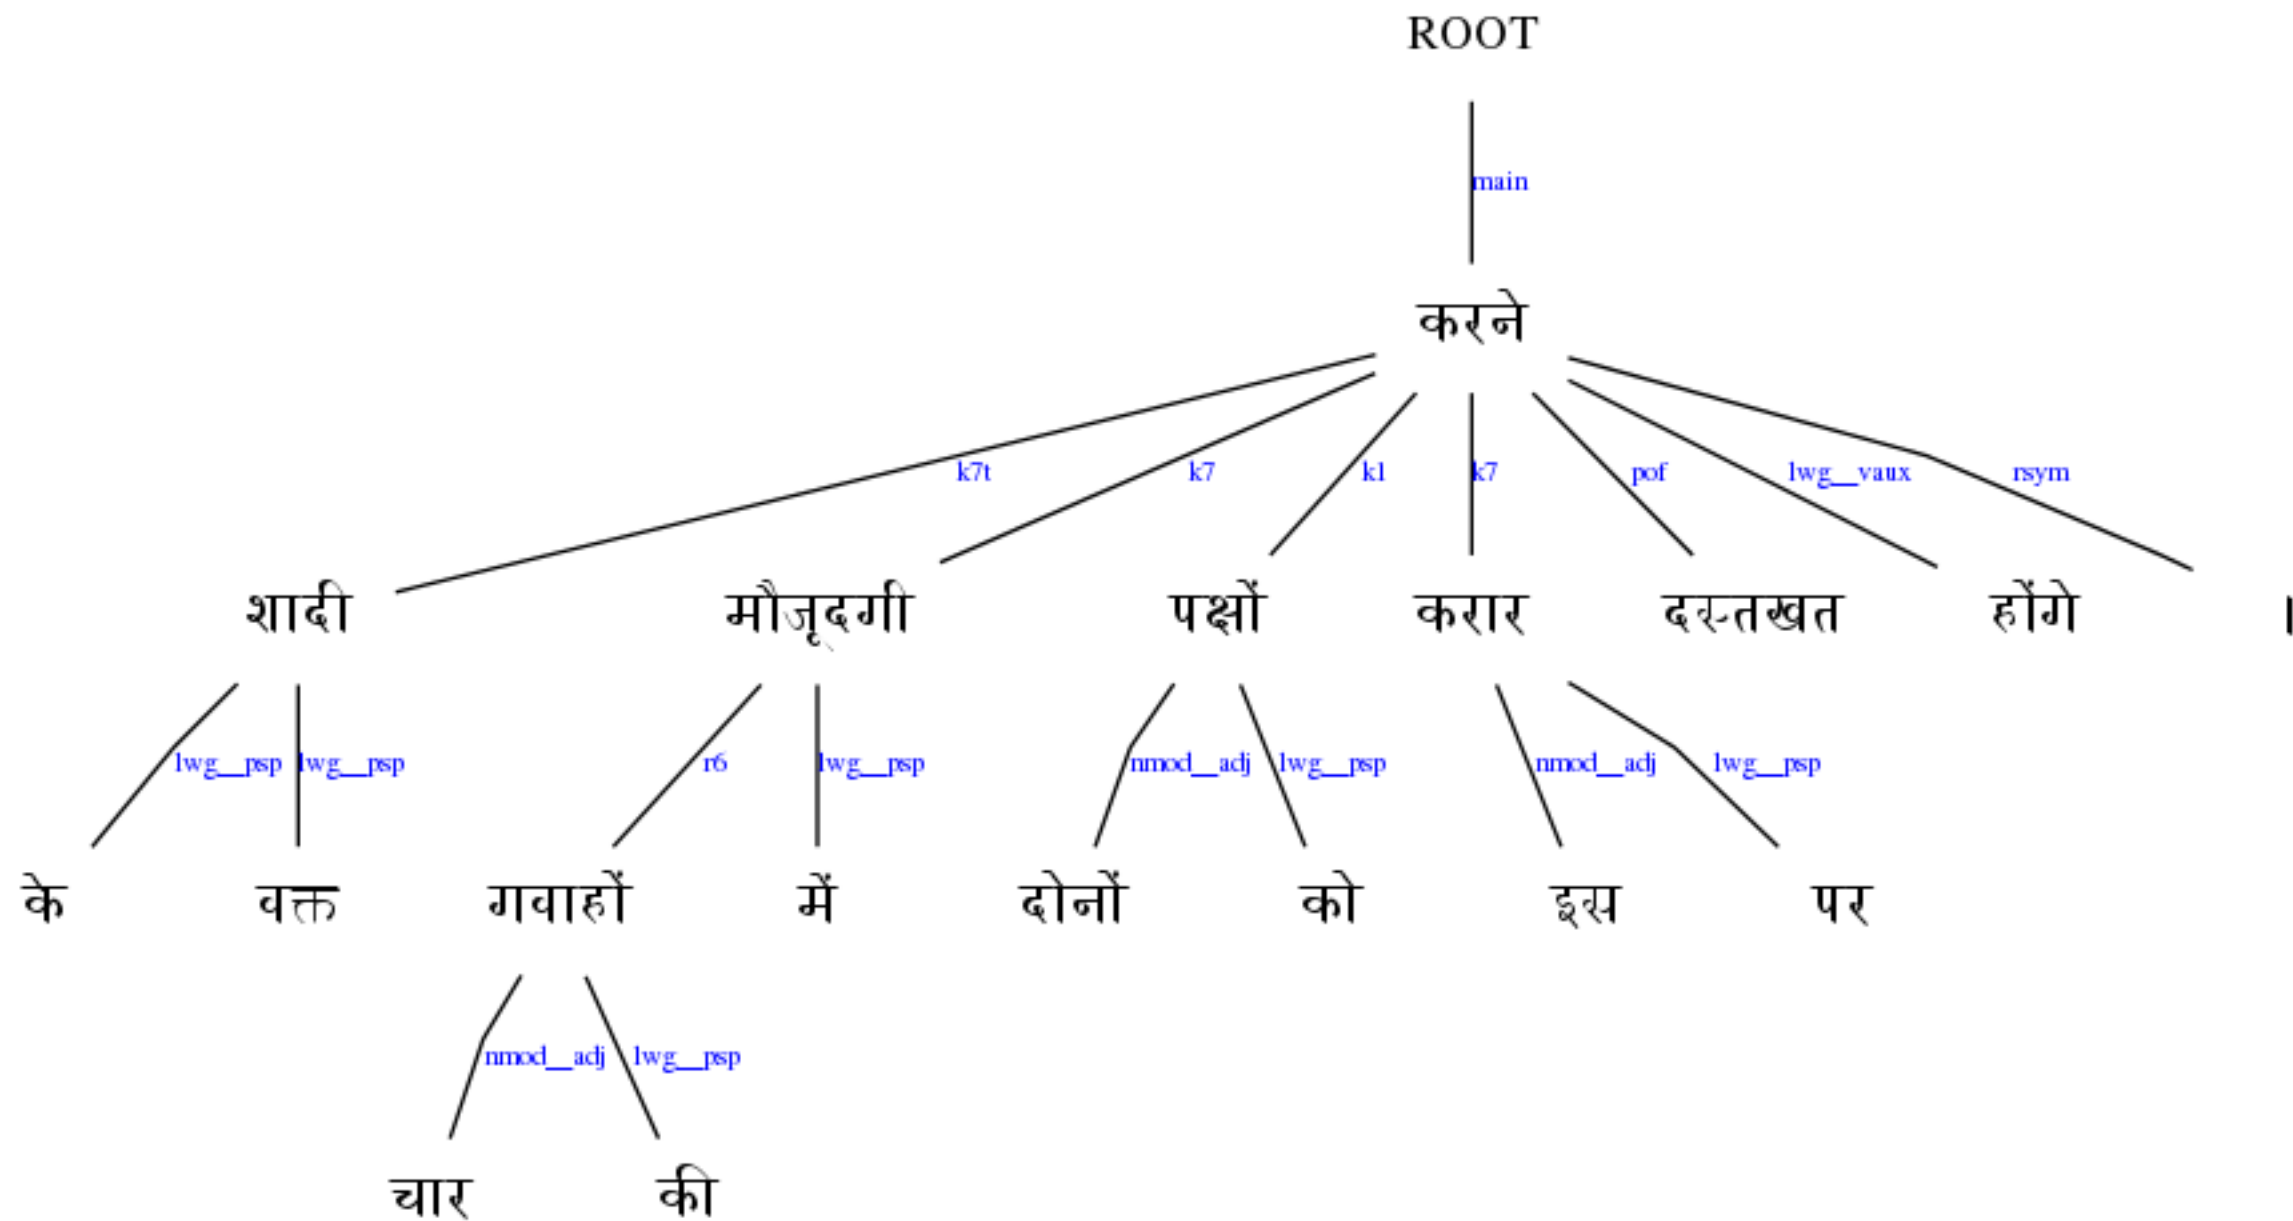 ROOT
main
करने
k7t k7 k1 k7 pof lwg__vaux rsym
शादी मौजूदगी पक्षों करार दस्तखत होंगे ।
lwg__psp lwg__psp r6 lwg__psp nmod__adj lwg__psp nmod__adj lwg__psp
के वक्त गवाहों में दोनों को इस पर
nmod__adj lwg__psp
चार की